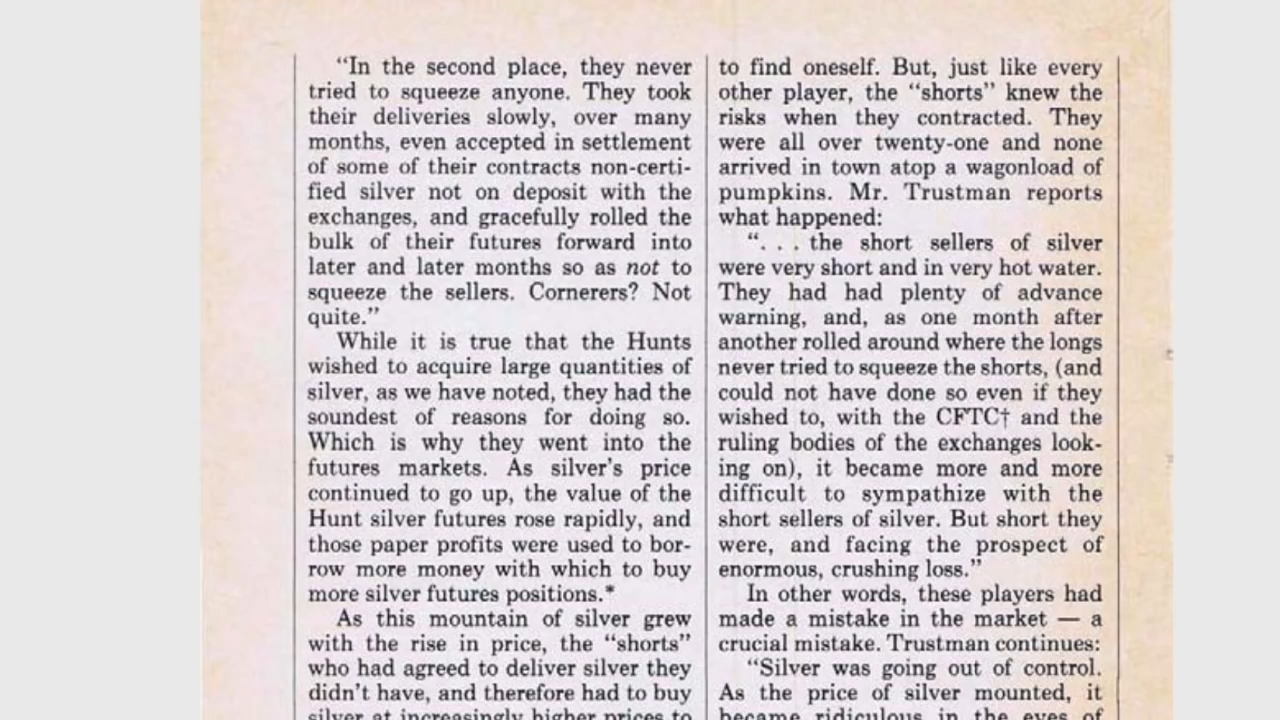 “In the second place, they never
tried to squeeze anyone. They took
their deliveries slowly, over many
months, even accepted in settlement
of some of their contracts non-certi-
fied silver not on deposit with the
exchanges, and gracefully rolled the
bulk of their futures forward into
later and later months so as not to
squeeze the sellers. Cornerers? Not
quite.”
While it is true that the Hunts
wished to acquire large quantities of
silver, as we have noted, they had the
soundest of reasons for doing so.
Which is why they went into the
futures markets. As silver’s price
continued to go up, the value of the
Hunt silver futures rose rapidly, and
those paper profits were used to bor-
row more money with which to buy
more silver futures positions.*
As this mountain of silver grew
with the rise in price, the “shorts”
who had agreed to deliver silver they
didn’t have, and therefore had to buy
silver at increasingly higher prices to
to find oneself. But, just like every
other player, the “shorts” knew the
risks when they contracted. They
were all over twenty-one and none
arrived in town atop a wagonload of
pumpkins. Mr. Trustman reports
what happened:
“. . . the short sellers of silver
were very short and in very hot water.
They had had plenty of advance
warning, and, as one month after
another rolled around where the longs
never tried to squeeze the shorts, (and
could not have done so even if they
wished to, with the CFTC† and the
ruling bodies of the exchanges look-
ing on), it became more and more
difficult to sympathize with the
short sellers of silver. But short they
were, and facing the prospect of
enormous, crushing loss.”
In other words, these players had
made a mistake in the market — a
crucial mistake. Trustman continues:
“Silver was going out of control.
As the price of silver mounted, it
became ridiculous in the eyes of